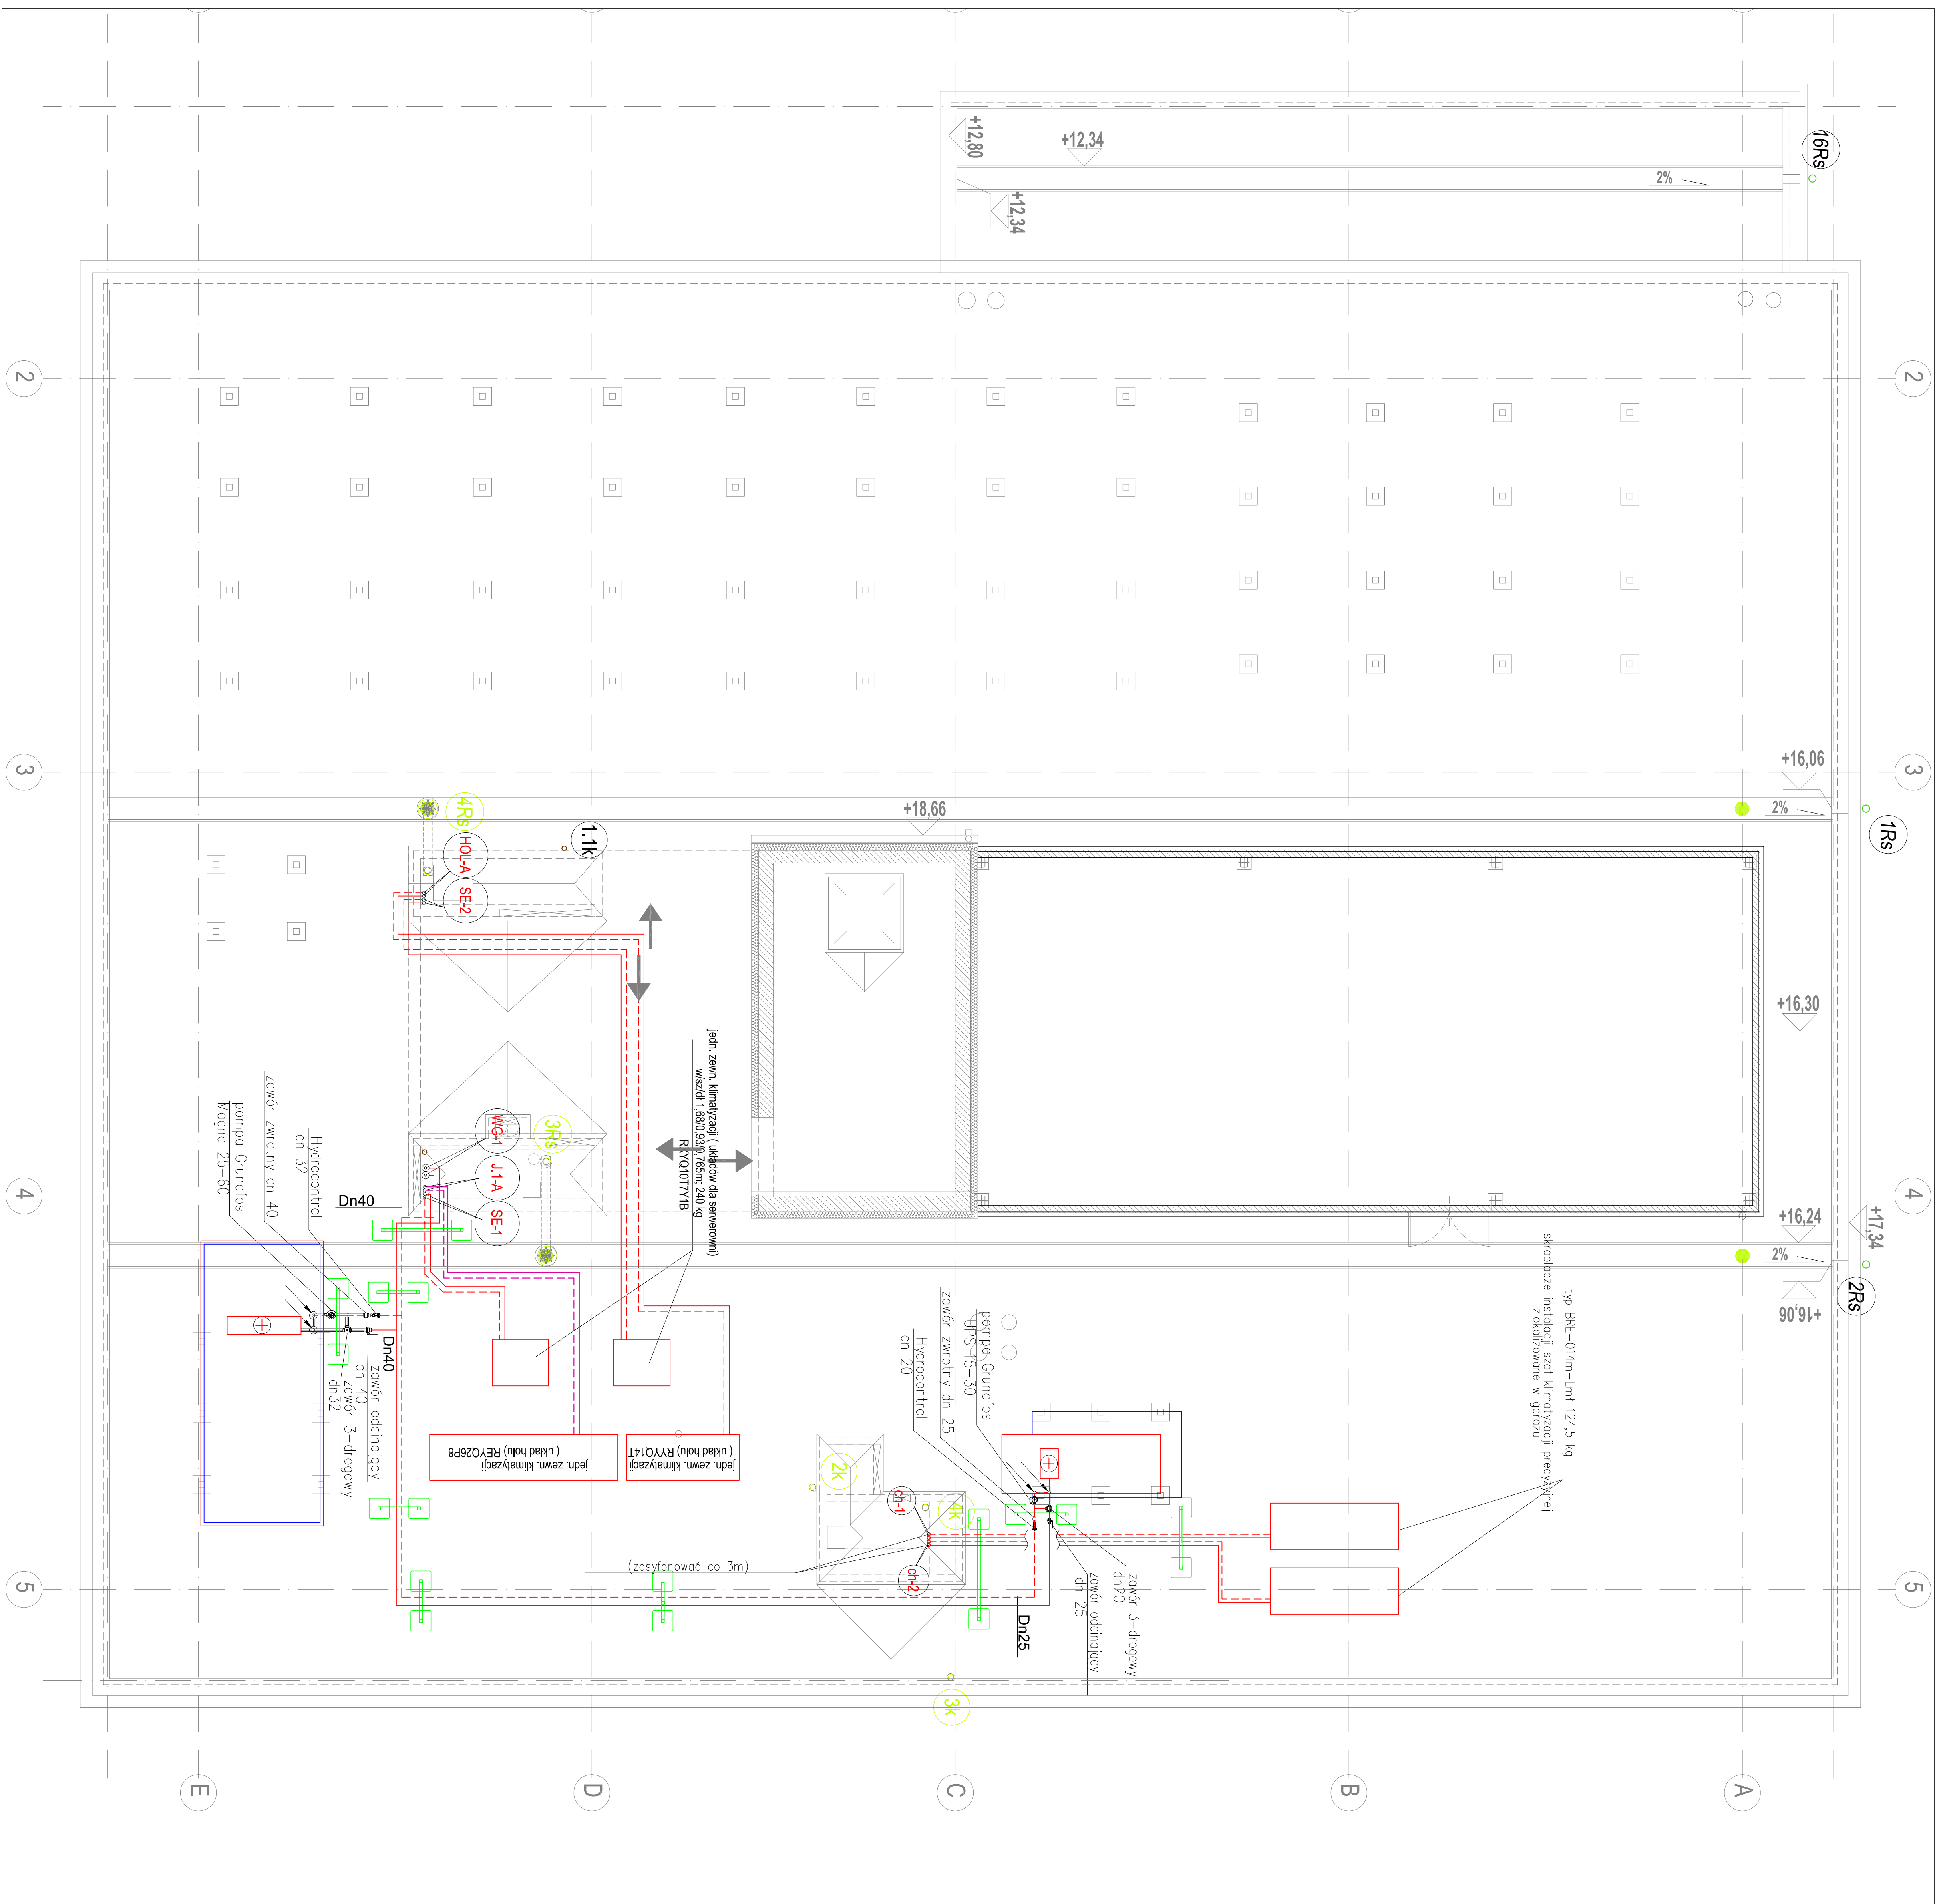 16Rs
+12,80
+12,34
+12,34
2%
2
2
3
3
+16,06
2%
1Rs
+18,66
4Rs
HOL-A
SE-2
1.1k
+16,30
jedn. zewn. klimatyzacji ( układów dla serwerowni)
w/sz/dł 1,68/0,93/0,765m; 240 kg
RXYQ10T7Y1B
WG-1
J.1-A
SE-1
3Rs
4
4
+16,24
+17,34
2%
2Rs
+16,06
Hydrocontrol
dn 32
zawór zwrotny dn 40
pompa Grundfos
Magna 25-60
Dn40
Dn40
zawór odcinający
dn 40
zawór 3-drogowy
dn32
jedn. zewn. klimatyzacji
( układ holu) REYQ26P8
jedn. zewn. klimatyzacji
( układ holu) RYYQ14T
pompa Grundfos
UPS 15-30
zawór zwrotny dn 25
Hydrocontrol
dn 20
typ BRE-014m-Lmt 124,5 kg
skraplacze instalacji szaf klimatyzacji precyzyjnej
zlokalizowane w garażu
2k
4k
ch-1
ch-2
(zasyfonować co 3m)
zawór 3-drogowy
dn20
zawór odcinający
dn 25
Dn25
5
5
3k
E
D
C
B
A